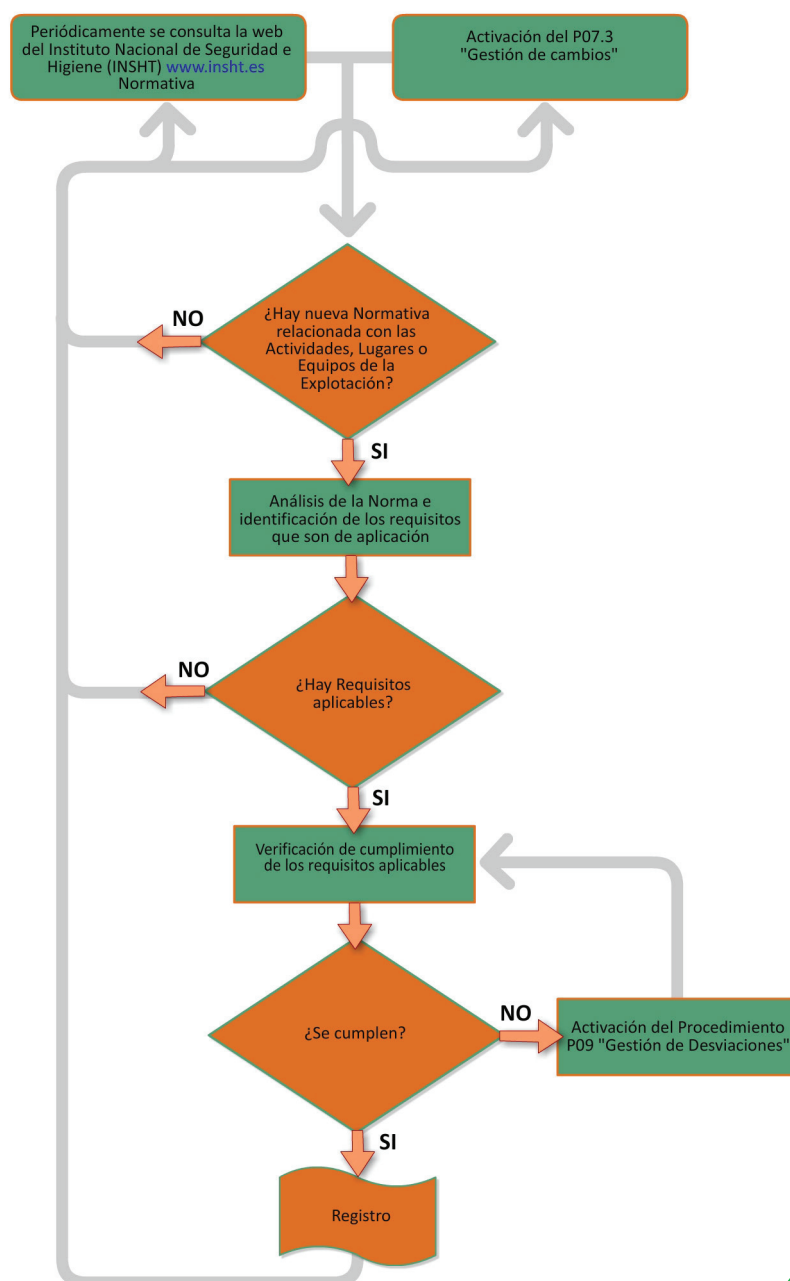 Periódicamente se consulta la web
del Instituto Nacional de Seguridad e
Higiene (INSHT) www.insht.es
Normativa
Activación del P07.3
"Gestión de cambios"
¿Hay nueva Normativa
relacionada con las
Actividades, Lugares o
Equipos de la
Explotación?
NO
SI
Análisis de la Norma e
identificación de los requisitos
que son de aplicación
¿Hay Requisitos
aplicables?
NO
SI
Verificación de cumplimiento
de los requisitos aplicables
¿Se cumplen?
NO
Activación del Procedimiento
P09 "Gestión de Desviaciones"
SI
Registro